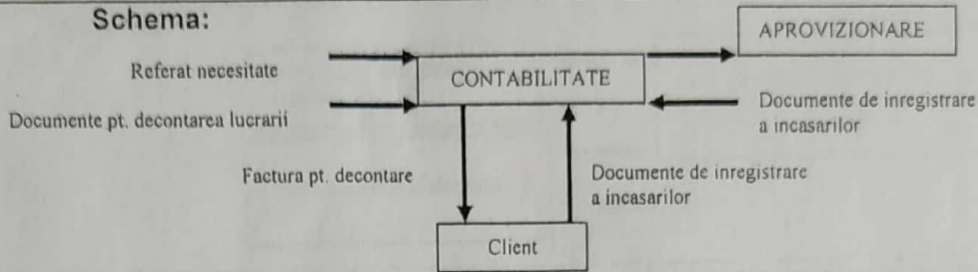 Schema:
APROVIZIONARE
Referat necesitate
CONTABILITATE
Documente pt. decontarea lucrarii
Documente de inregistrare
a incasarilor
Factura pt. decontare
Documente de inregistrare
a incasarilor
Client